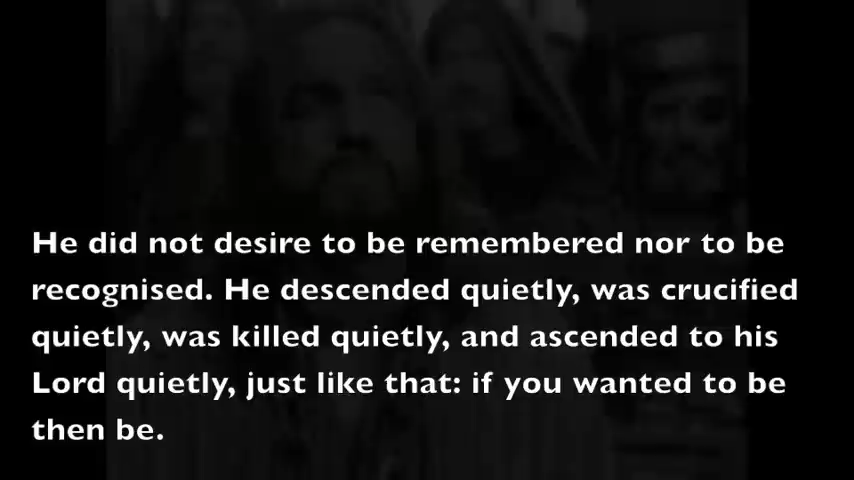 He did not desire to be remembered nor to be
recognised. He descended quietly, was crucified
quietly, was killed quietly, and ascended to his
Lord quietly, just like that: if you wanted to be
then be.